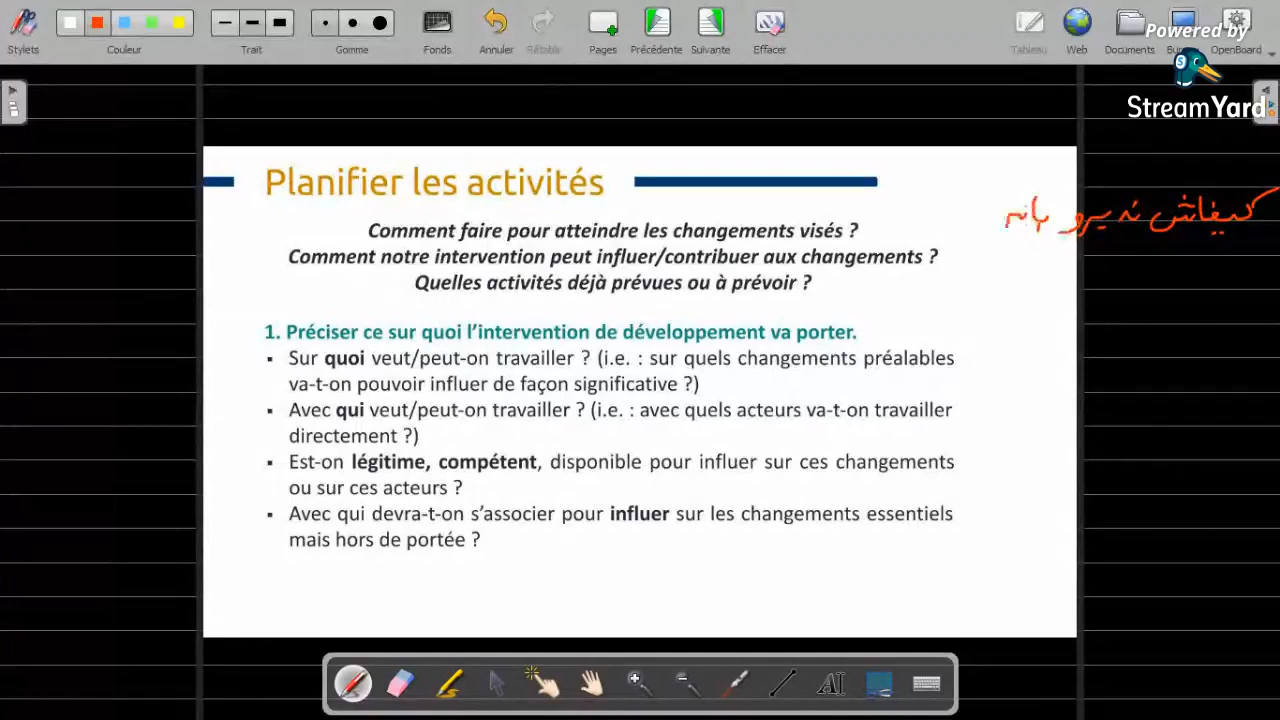 Stylets
Couleur
Trait
Gomme
Fonds
Annuler
Rétablir
Pages
Précédente
Suivante
Effacer
Tableau
Web
Documents
OpenBoard
Powered by
StreamYard
Planifier les activités
كيفاش نديرو
Comment faire pour atteindre les changements visés ?
Comment notre intervention peut influer/contribuer aux changements ?
Quelles activités déjà prévues ou à prévoir ?
1. Préciser ce sur quoi l’intervention de développement va porter.
▪ Sur quoi veut/peut-on travailler ? (i.e. : sur quels changements préalables
va-t-on pouvoir influer de façon significative ?)
▪ Avec qui veut/peut-on travailler ? (i.e. : avec quels acteurs va-t-on travailler
directement ?)
▪ Est-on légitime, compétent, disponible pour influer sur ces changements
ou sur ces acteurs ?
▪ Avec qui devra-t-on s’associer pour influer sur les changements essentiels
mais hors de portée ?